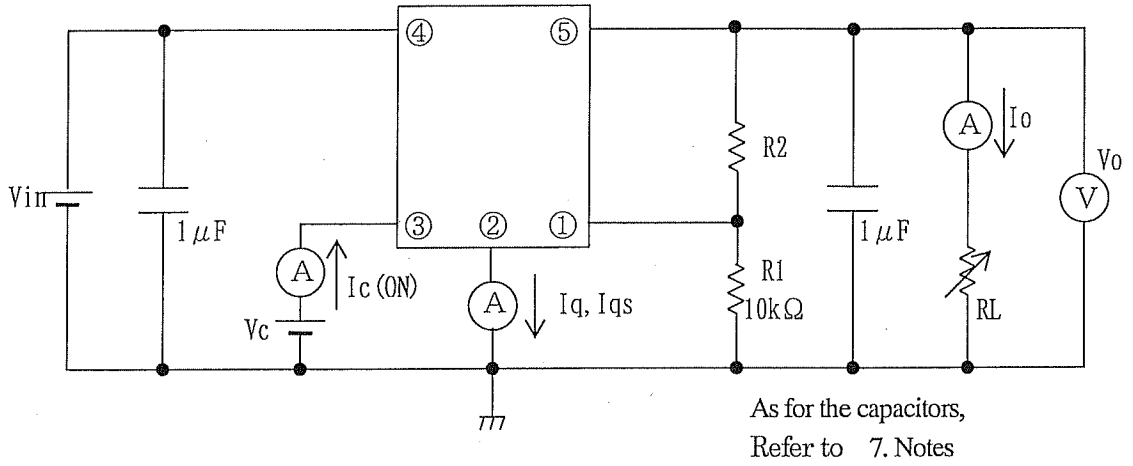 ④
⑤
A
Io
R2
Vo
Vin
V
1μF
③
②
①
1μF
A
Ic(ON)
A
Iq, Iqs
R1
10kΩ
RL
Vc
As for the capacitors,
Refer to 7. Notes